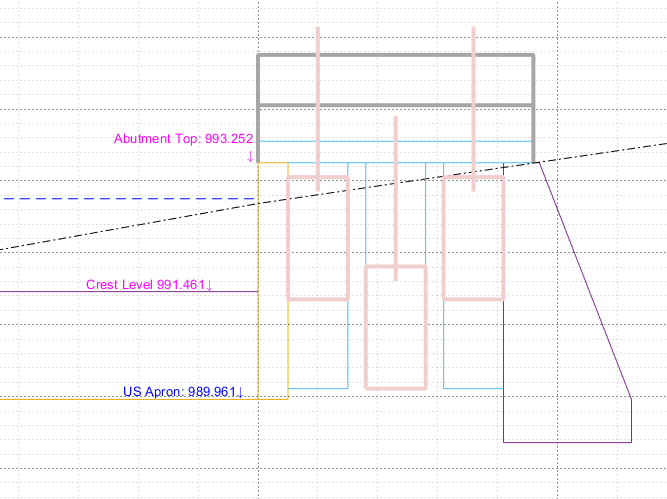 Abutment Top: 993.252
↓
Crest Level 991.461↓
US Apron: 989.961↓